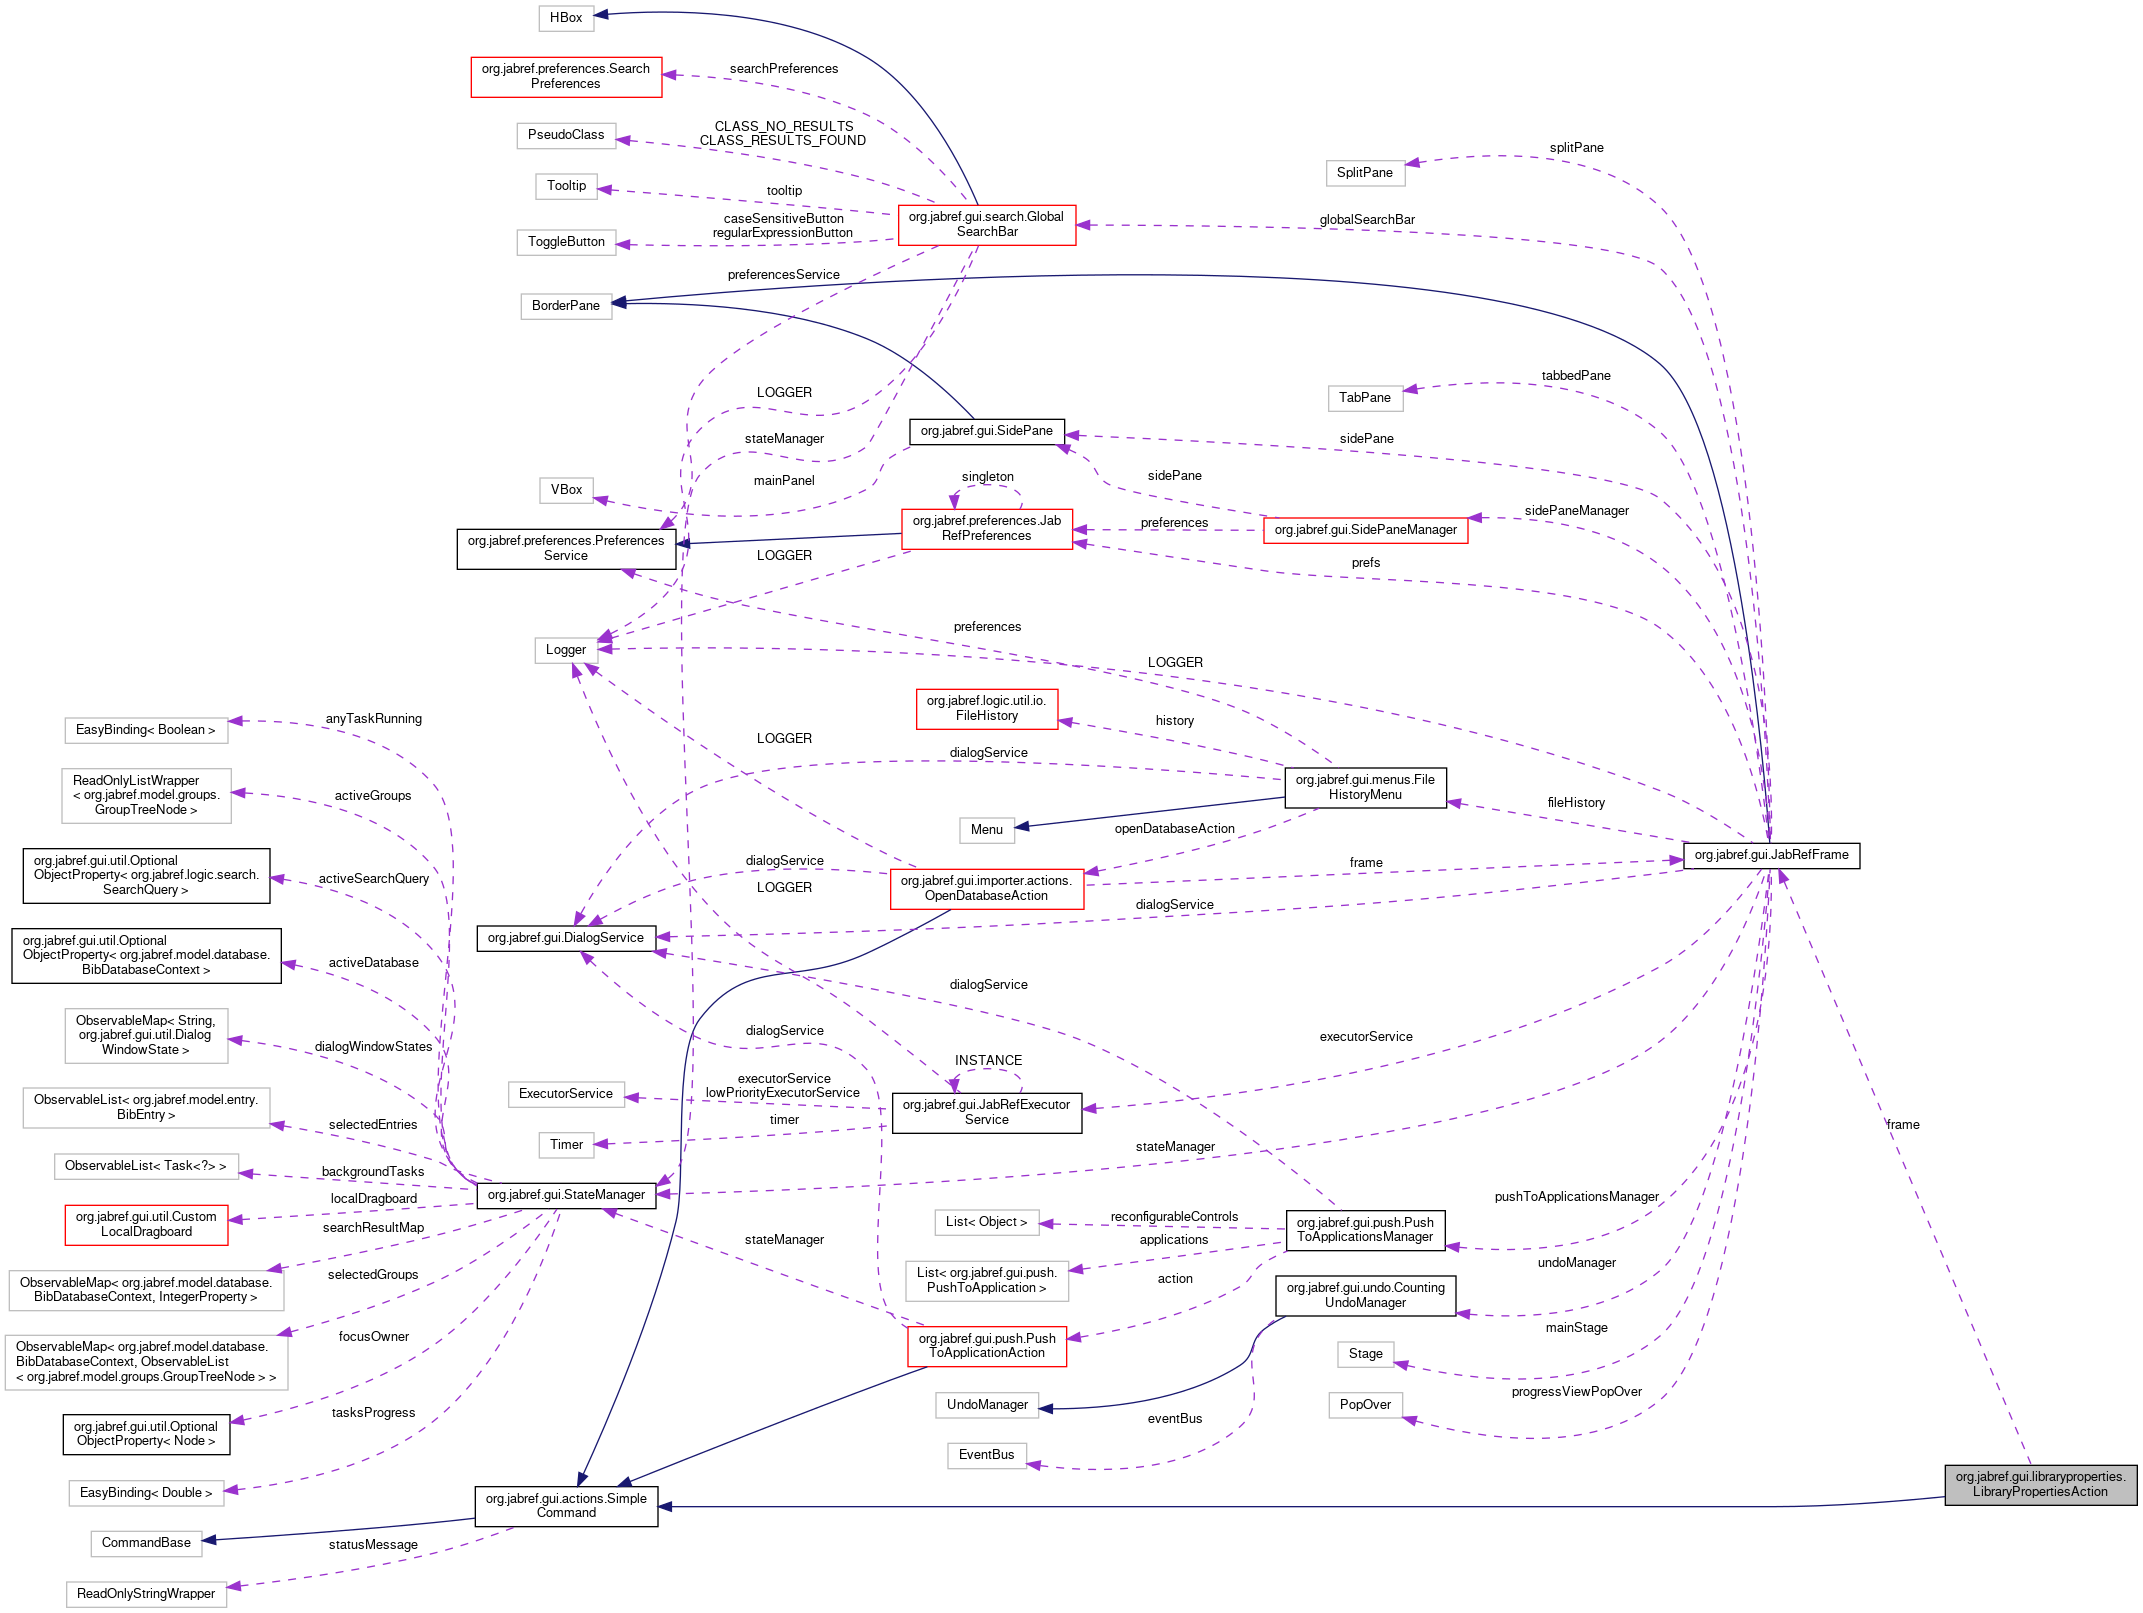 HBox
org.jabref.preferences.Search
Preferences
searchPreferences
PseudoClass
CLASS_NO_RESULTS
CLASS_RESULTS_FOUND
Tooltip
tooltip
ToggleButton
caseSensitiveButton
regularExpressionButton
org.jabref.gui.search.Global
SearchBar
SplitPane
splitPane
globalSearchBar
preferencesService
BorderPane
LOGGER
stateManager
org.jabref.gui.SidePane
TabPane
tabbedPane
sidePane
sidePane
mainPanel
VBox
singleton
org.jabref.preferences.Jab
RefPreferences
preferences
org.jabref.gui.SidePaneManager
sidePaneManager
org.jabref.preferences.Preferences
Service
LOGGER
prefs
Logger
preferences
LOGGER
org.jabref.logic.util.io.
FileHistory
history
LOGGER
dialogService
org.jabref.gui.menus.File
HistoryMenu
fileHistory
Menu
openDatabaseAction
org.jabref.gui.JabRefFrame
dialogService
LOGGER
org.jabref.gui.importer.actions.
OpenDatabaseAction
frame
dialogService
org.jabref.gui.DialogService
dialogService
dialogService
EasyBinding< Boolean >
anyTaskRunning
ReadOnlyListWrapper
< org.jabref.model.groups.
GroupTreeNode >
activeGroups
org.jabref.gui.util.Optional
ObjectProperty< org.jabref.logic.search.
SearchQuery >
activeSearchQuery
org.jabref.gui.util.Optional
ObjectProperty< org.jabref.model.database.
BibDatabaseContext >
activeDatabase
ObservableMap< String,
org.jabref.gui.util.Dialog
WindowState >
dialogWindowStates
ObservableList< org.jabref.model.entry.
BibEntry >
selectedEntries
ObservableList< Task<?> >
backgroundTasks
org.jabref.gui.util.Custom
LocalDragboard
localDragboard
searchResultMap
ObservableMap< org.jabref.model.database.
BibDatabaseContext, IntegerProperty >
selectedGroups
ObservableMap< org.jabref.model.database.
BibDatabaseContext, ObservableList
< org.jabref.model.groups.GroupTreeNode > >
focusOwner
org.jabref.gui.util.Optional
ObjectProperty< Node >
tasksProgress
EasyBinding< Double >
CommandBase
statusMessage
ReadOnlyStringWrapper
ExecutorService
executorService
lowPriorityExecutorService
Timer
timer
INSTANCE
org.jabref.gui.JabRefExecutor
Service
executorService
org.jabref.gui.StateManager
stateManager
stateManager
List< Object >
reconfigurableControls
applications
List< org.jabref.gui.push.
PushToApplication >
action
org.jabref.gui.push.Push
ToApplicationsManager
pushToApplicationsManager
org.jabref.gui.undo.Counting
UndoManager
undoManager
org.jabref.gui.push.Push
ToApplicationAction
Stage
mainStage
PopOver
progressViewPopOver
UndoManager
EventBus
eventBus
frame
org.jabref.gui.actions.Simple
Command
org.jabref.gui.libraryproperties.
LibraryPropertiesAction